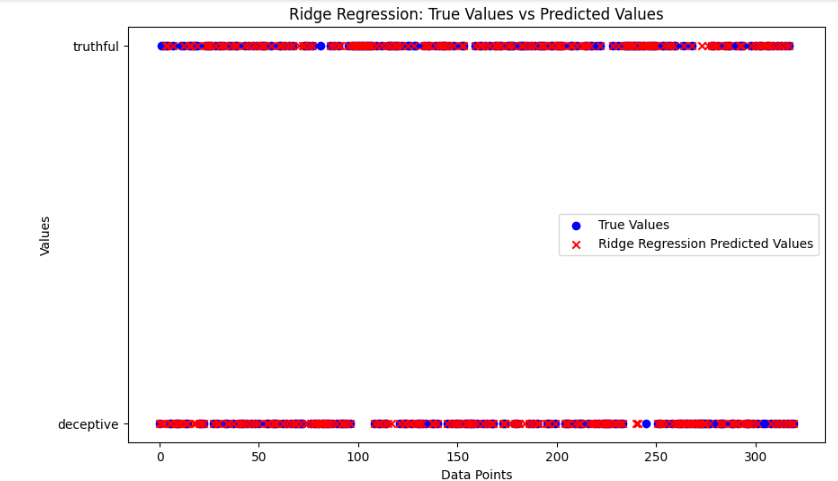 Ridge Regression: True Values vs Predicted Values
truthful
Values
True Values
Ridge Regression Predicted Values
deceptive
0 50 100 150 200 250 300
Data Points